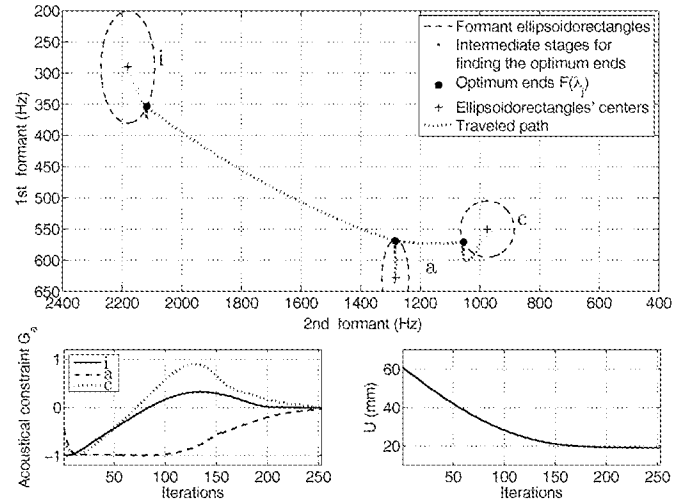 200
250
300
350
400
450
500
550
600
650
1st formant (Hz)
2400 2200 2000 1800 1600 1400 1200 1000 800 600 400
2nd formant (Hz)
i
a
c
Formant ellipsoidorectangles
Intermediate stages for
finding the optimum ends
Optimum ends F(λj)
Ellipsoidorectangles' centers
Traveled path
Acoustical constraint Ga
1
0
−1
i
a
c
50 100 150 200 250
Iterations
U (mm)
60
40
20
50 100 150 200 250
Iterations